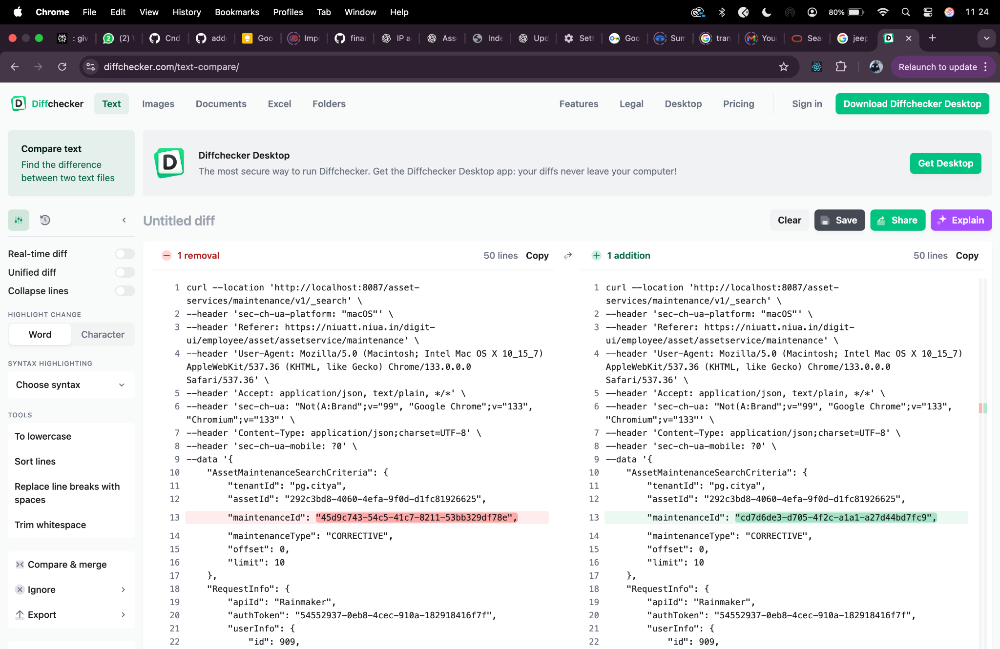 Chrome File Edit View History Bookmarks Profiles Tab Window Help 80% 11 24
: giv (2) Cnd add Goo Imp finar IP a Ass Inde Upd Sett Goo Sum tran You Sea jeep
diffchecker.com/text-compare/ Relaunch to update
Diffchecker Text Images Documents Excel Folders Features Legal Desktop Pricing Sign in Download Diffchecker Desktop
Compare text
Find the difference
between two text files
Diffchecker Desktop
The most secure way to run Diffchecker. Get the Diffchecker Desktop app: your diffs never leave your computer!
Get Desktop
Untitled diff
Clear Save Share Explain
Real-time diff
Unified diff
Collapse lines
HIGHLIGHT CHANGE
Word Character
SYNTAX HIGHLIGHTING
Choose syntax
TOOLS
To lowercase
Sort lines
Replace line breaks with
spaces
Trim whitespace
Compare & merge
Ignore
Export
1 removal 50 lines Copy
1 curl --location 'http://localhost:8087/asset-
services/maintenance/v1/_search' \
2 --header 'sec-ch-ua-platform: "macOS"' \
3 --header 'Referer: https://niuatt.niua.in/digit-
ui/employee/asset/assetservice/maintenance' \
4 --header 'User-Agent: Mozilla/5.0 (Macintosh; Intel Mac OS X 10_15_7)
AppleWebKit/537.36 (KHTML, like Gecko) Chrome/133.0.0.0
Safari/537.36' \
5 --header 'Accept: application/json, text/plain, */*' \
6 --header 'sec-ch-ua: "Not(A:Brand";v="99", "Google Chrome";v="133",
"Chromium";v="133"' \
7 --header 'Content-Type: application/json;charset=UTF-8' \
8 --header 'sec-ch-ua-mobile: ?0' \
9 --data '{
10 "AssetMaintenanceSearchCriteria": {
11 "tenantId": "pg.citya",
12 "assetId": "292c3bd8-4060-4efa-9f0d-d1fc81926625",
13 "maintenanceId": "45d9c743-54c5-41c7-8211-53bb329df78e",
14 "maintenanceType": "CORRECTIVE",
15 "offset": 0,
16 "limit": 10
17 },
18 "RequestInfo": {
19 "apiId": "Rainmaker",
20 "authToken": "54552937-0eb8-4cec-910a-182918416f7f",
21 "userInfo": {
22 "id": 909,
1 addition 50 lines Copy
1 curl --location 'http://localhost:8087/asset-
services/maintenance/v1/_search' \
2 --header 'sec-ch-ua-platform: "macOS"' \
3 --header 'Referer: https://niuatt.niua.in/digit-
ui/employee/asset/assetservice/maintenance' \
4 --header 'User-Agent: Mozilla/5.0 (Macintosh; Intel Mac OS X 10_15_7)
AppleWebKit/537.36 (KHTML, like Gecko) Chrome/133.0.0.0
Safari/537.36' \
5 --header 'Accept: application/json, text/plain, */*' \
6 --header 'sec-ch-ua: "Not(A:Brand";v="99", "Google Chrome";v="133",
"Chromium";v="133"' \
7 --header 'Content-Type: application/json;charset=UTF-8' \
8 --header 'sec-ch-ua-mobile: ?0' \
9 --data '{
10 "AssetMaintenanceSearchCriteria": {
11 "tenantId": "pg.citya",
12 "assetId": "292c3bd8-4060-4efa-9f0d-d1fc81926625",
13 "maintenanceId": "cd7d6de3-d705-4f2c-a1a1-a27d44bd7fc9",
14 "maintenanceType": "CORRECTIVE",
15 "offset": 0,
16 "limit": 10
17 },
18 "RequestInfo": {
19 "apiId": "Rainmaker",
20 "authToken": "54552937-0eb8-4cec-910a-182918416f7f",
21 "userInfo": {
22 "id": 909,